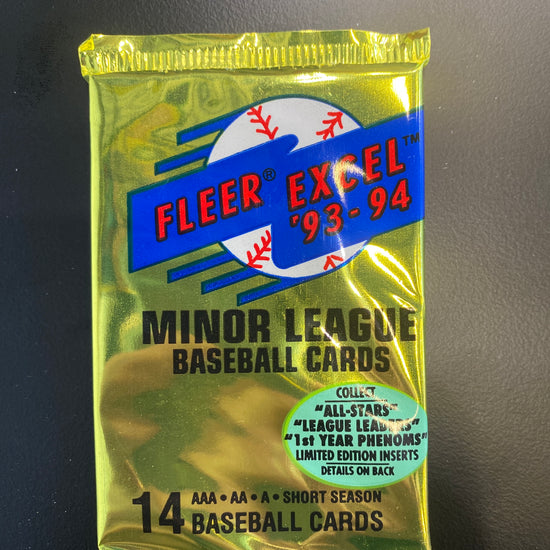 FLEER® EXCEL™
'93-94
MINOR LEAGUE
BASEBALL CARDS
COLLECT
"ALL-STARS"
"LEAGUE LEADERS"
"1st YEAR PHENOMS"
LIMITED EDITION INSERTS
DETAILS ON BACK
14 AAA • AA • A • SHORT SEASON
BASEBALL CARDS